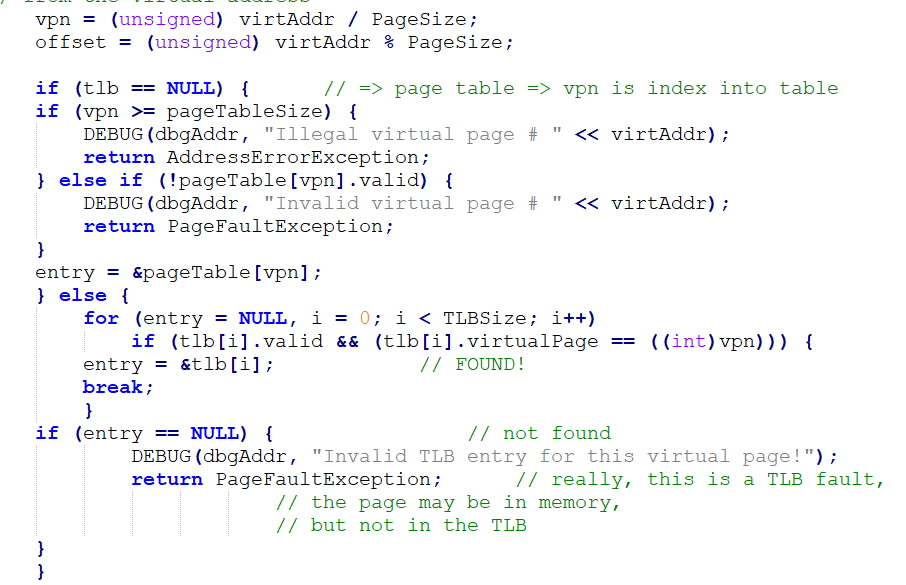 / from the virtual address
vpn = (unsigned) virtAddr / PageSize;
offset = (unsigned) virtAddr % PageSize;
if (tlb == NULL) {      // => page table => vpn is index into table
if (vpn >= pageTableSize) {
    DEBUG(dbgAddr, "Illegal virtual page # " << virtAddr);
    return AddressErrorException;
} else if (!pageTable[vpn].valid) {
    DEBUG(dbgAddr, "Invalid virtual page # " << virtAddr);
    return PageFaultException;
}
entry = &pageTable[vpn];
} else {
    for (entry = NULL, i = 0; i < TLBSize; i++)
        if (tlb[i].valid && (tlb[i].virtualPage == ((int)vpn))) {
    entry = &tlb[i];            // FOUND!
    break;
    }
if (entry == NULL) {                // not found
        DEBUG(dbgAddr, "Invalid TLB entry for this virtual page!");
        return PageFaultException;      // really, this is a TLB fault,
                    // the page may be in memory,
                    // but not in the TLB
}
}